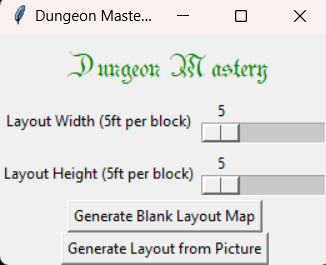 Dungeon Maste...
Dungeon Mastery
5
Layout Width (5ft per block)
5
Layout Height (5ft per block)
Generate Blank Layout Map
Generate Layout from Picture